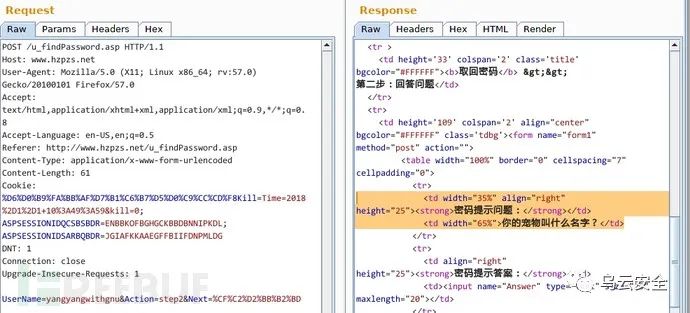 Request
Raw Params Headers Hex
POST /u_findPassword.asp HTTP/1.1
Host: www.hzpzs.net
User-Agent: Mozilla/5.0 (X11; Linux x86_64; rv:57.0)
Gecko/20100101 Firefox/57.0
Accept:
text/html,application/xhtml+xml,application/xml;q=0.9,*/*;q=0.
8
Accept-Language: en-US,en;q=0.5
Referer: http://www.hzpzs.net/u_findPassword.asp
Content-Type: application/x-www-form-urlencoded
Content-Length: 61
Cookie:
%D6%D0%B9%FA%BB%AF%D7%B1%C6%B7%D5%D0%C9%CC%CD%F8Kill=Time=2018
%2D1%2D1+10%3A49%3A59&kill=0;
ASPSESSIONIDQCSBSBDR=ENBBKOFBGHGCKBBDBNNIPKDL;
ASPSESSIONIDSARBQBDR=JGIAFKKAAEGFFBIIFDNPMLDG
DNT: 1
Connection: close
Upgrade-Insecure-Requests: 1
UserName=yangyangwithgnu&Action=step2&Next=%CF%C2%D2%BB%B2%BD
Response
Raw Headers Hex HTML Render
<tr >
<td height='33' colspan='2' class='title'
bgcolor="#FFFFFF"><b>取回密码</b> &gt;&gt;
第二步：回答问题</td>
</tr>
<tr>
<td height='109' colspan='2' align="center"
bgcolor="#FFFFFF" class='tdbg'><form name="form1"
method="post" action="">
<table width="100%" border="0" cellspacing="7"
cellpadding="0">
<tr>
<td width="35%" align="right"
height="25"><strong>密码提示问题：</strong></td>
<td width="65%">你的宠物叫什么名字？</td>
</tr>
<tr>
<td align="right"
height="25"><strong>密码提示答案：</strong></td>
<td><input name="Answer" type=
maxlength="20"></td>
</tr>
乌云安全